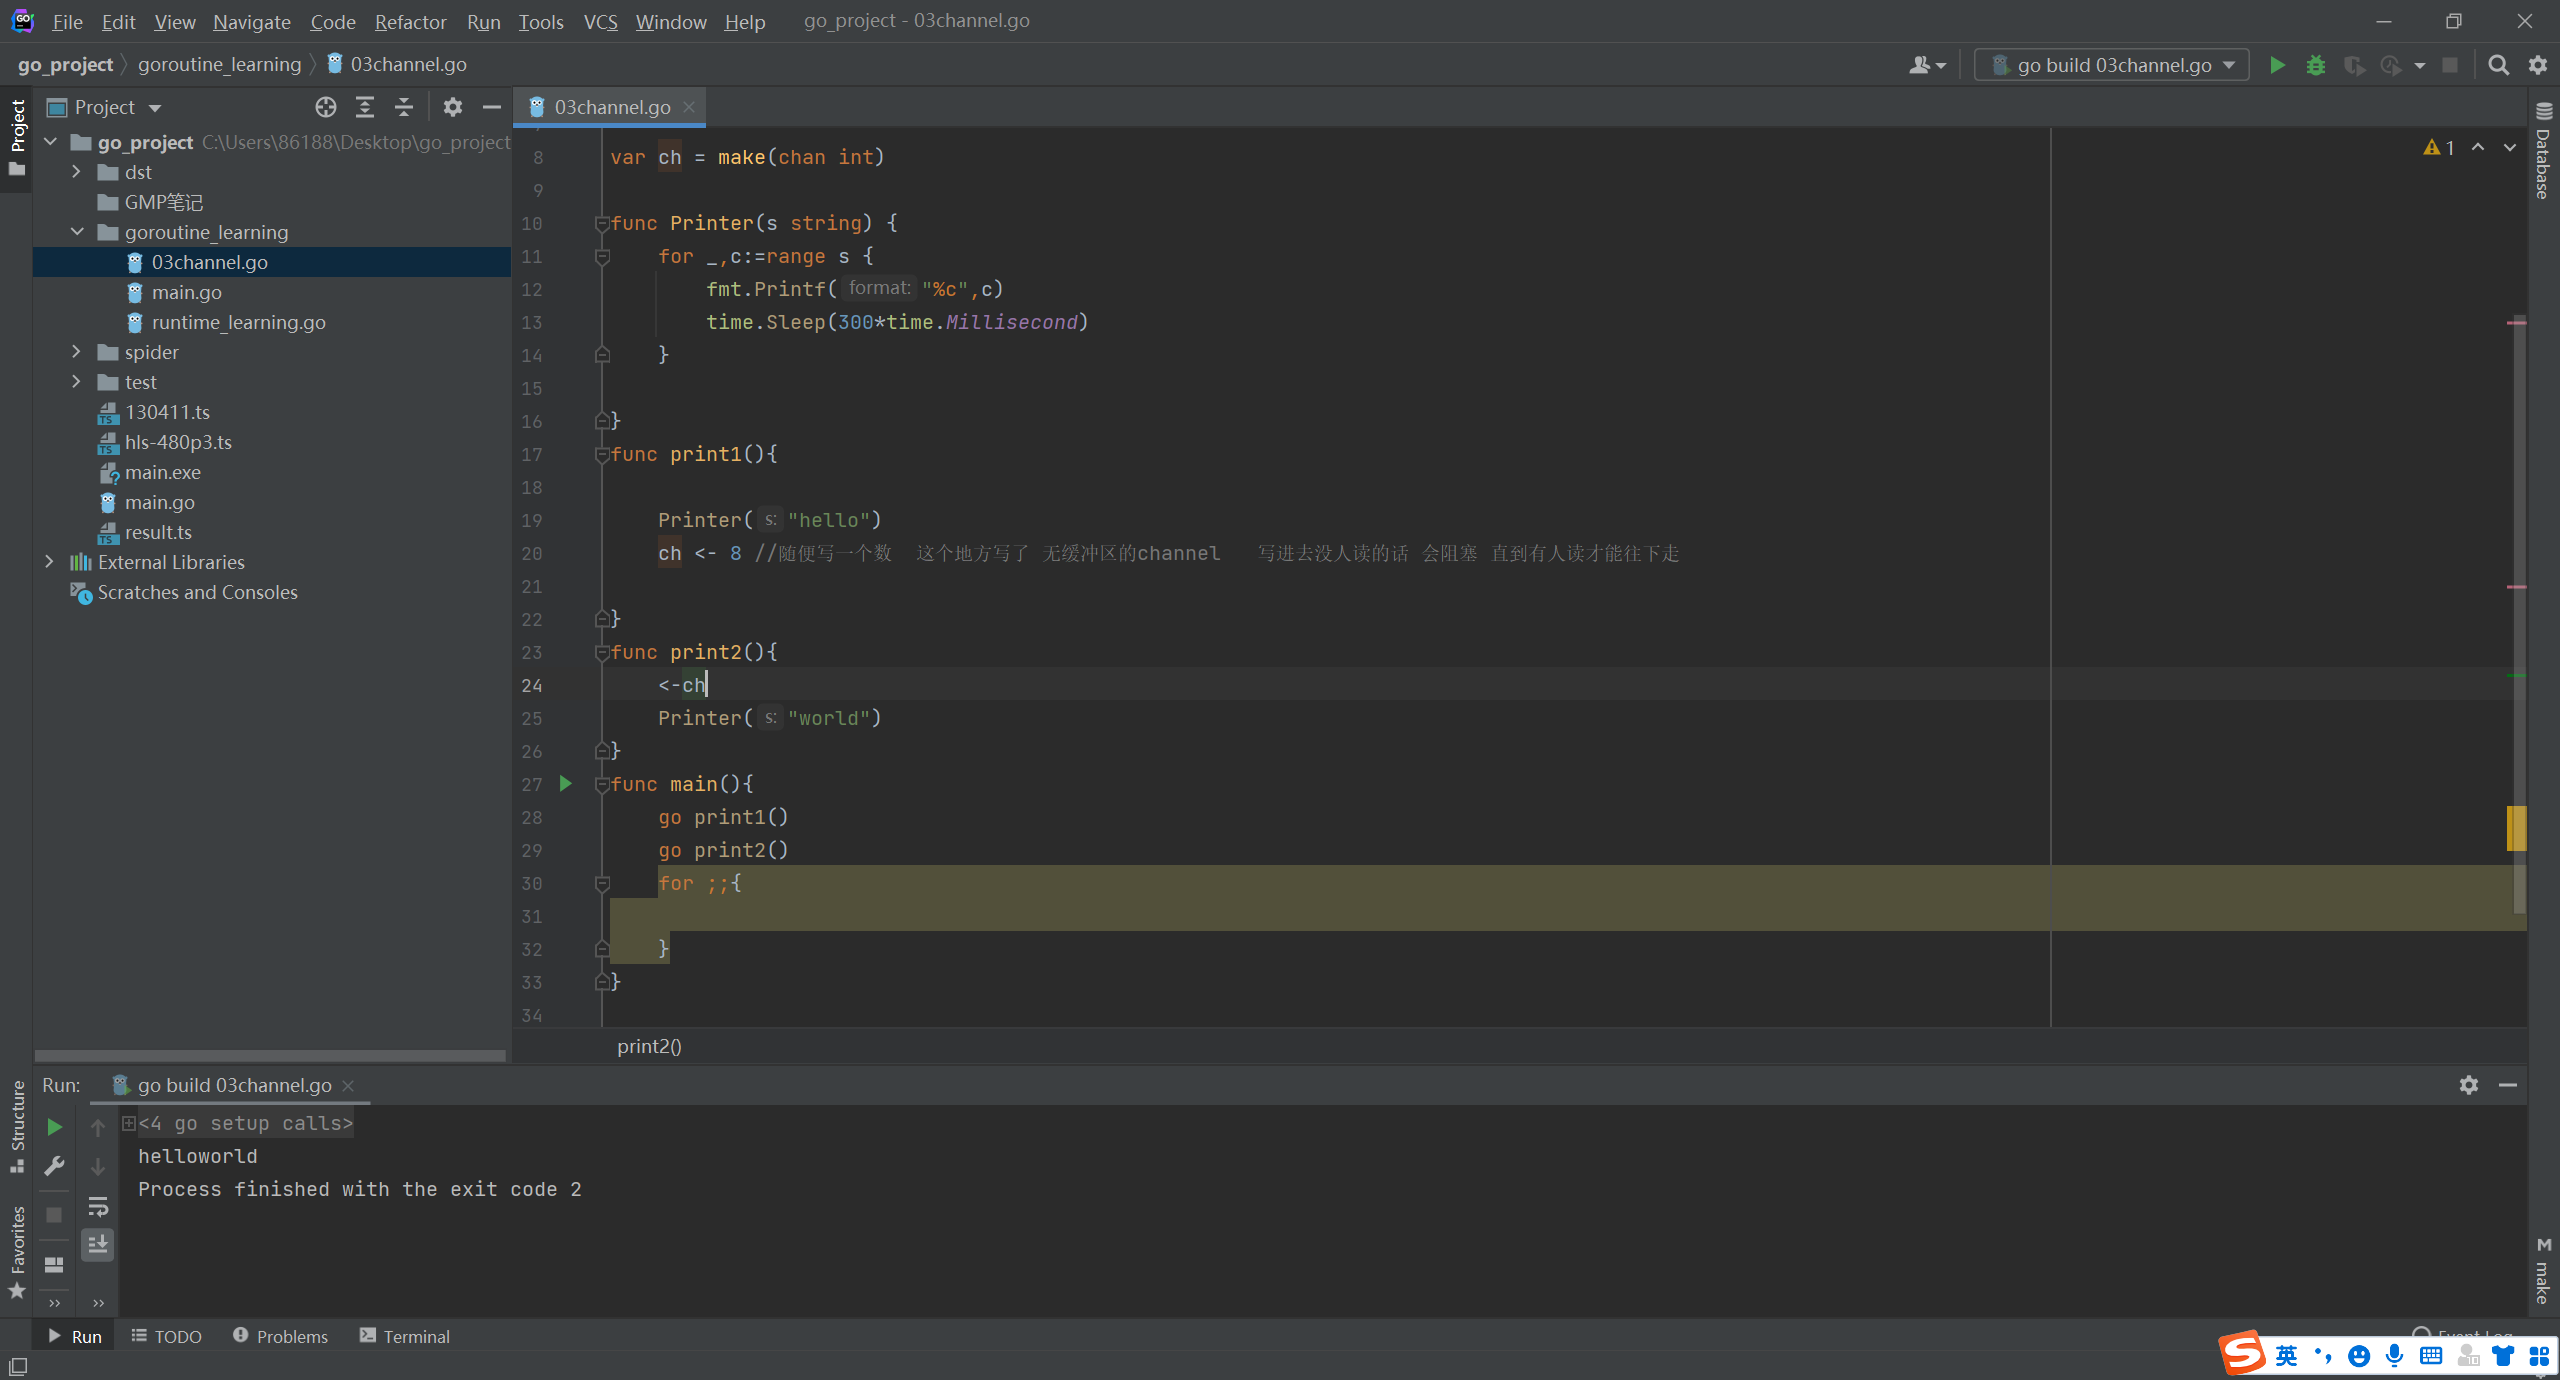 File Edit View Navigate Code Refactor Run Tools VCS Window Help go_project - 03channel.go
go_project goroutine_learning 03channel.go go build 03channel.go
Project
Project
03channel.go
go_project C:\Users\86188\Desktop\go_project
dst
GMP笔记
goroutine_learning
03channel.go
main.go
runtime_learning.go
spider
test
130411.ts
hls-480p3.ts
main.exe
main.go
result.ts
External Libraries
Scratches and Consoles
1
Database
8 var ch = make(chan int)
9
10 func Printer(s string) {
11 for _,c:=range s {
12 fmt.Printf( format: "%c",c)
13 time.Sleep(300*time.Millisecond)
14 }
15
16 }
17 func print1(){
18
19 Printer( s: "hello")
20 ch <- 8 //随便写一个数 这个地方写了 无缓冲区的channel 写进去没人读的话 会阻塞 直到有人读才能往下走
21
22 }
23 func print2(){
24 <-ch
25 Printer( s: "world")
26 }
27 func main(){
28 go print1()
29 go print2()
30 for ;;{
31
32 }
33 }
34
print2()
Run: go build 03channel.go
<4 go setup calls>
helloworld
Process finished with the exit code 2
Structure
Favorites
make
Run TODO Problems Terminal
英